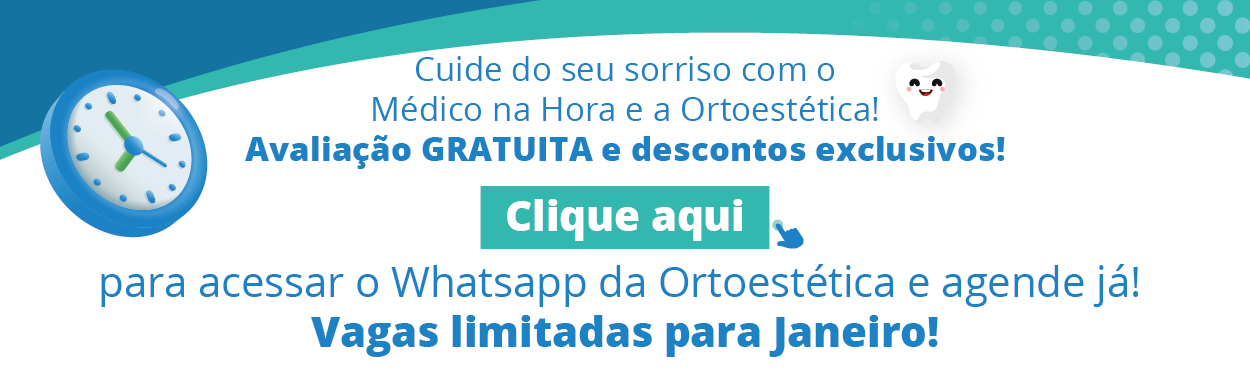 Cuide do seu sorriso com o
Médico na Hora e a Ortoestética!
Avaliação GRATUITA e descontos exclusivos!
Clique aqui
para acessar o Whatsapp da Ortoestética e agende já!
Vagas limitadas para Janeiro!